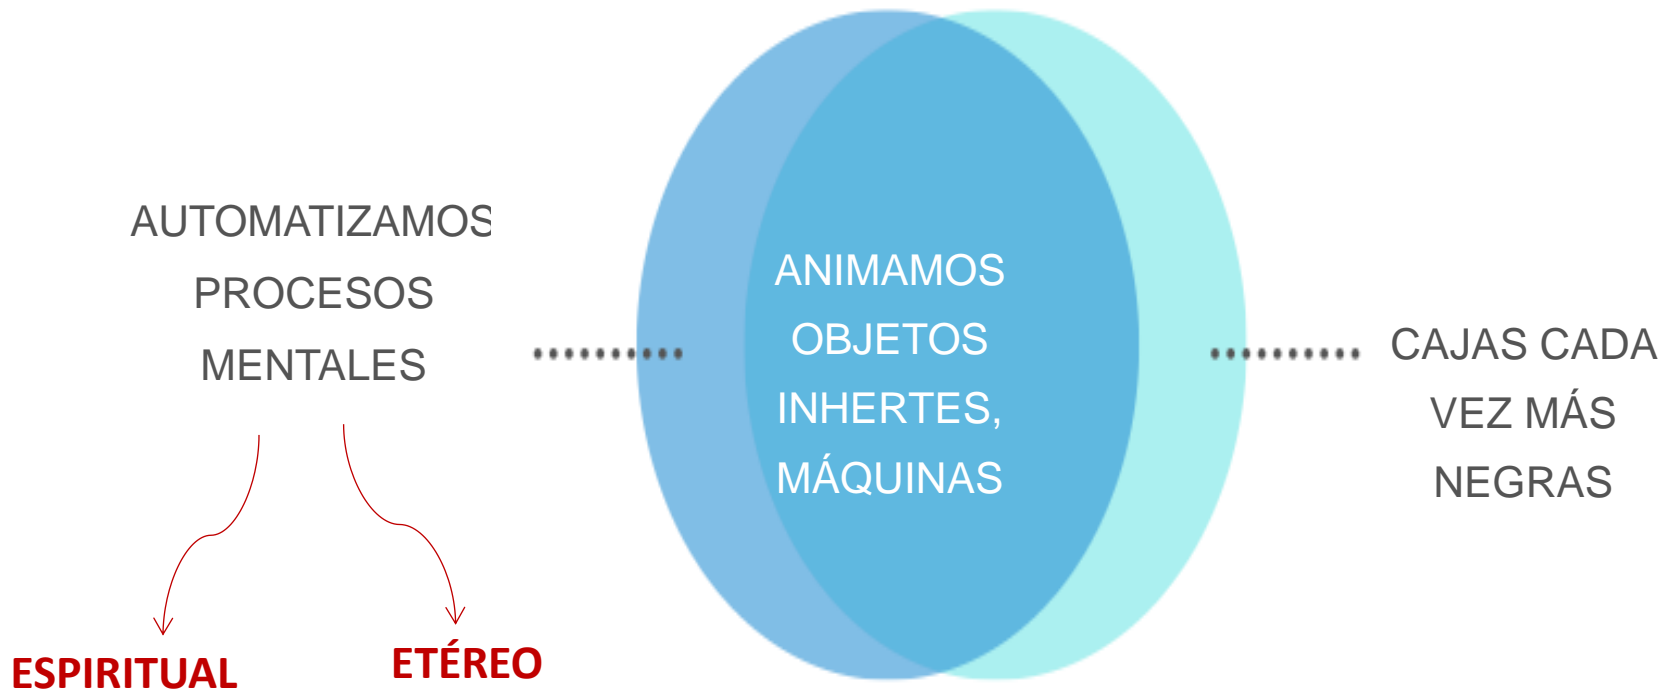 AUTOMATIZAMOS
PROCESOS
MENTALES
ESPIRITUAL
ETÉREO
ANIMAMOS
OBJETOS
INHERTES,
MÁQUINAS
CAJAS CADA
VEZ MÁS
NEGRAS